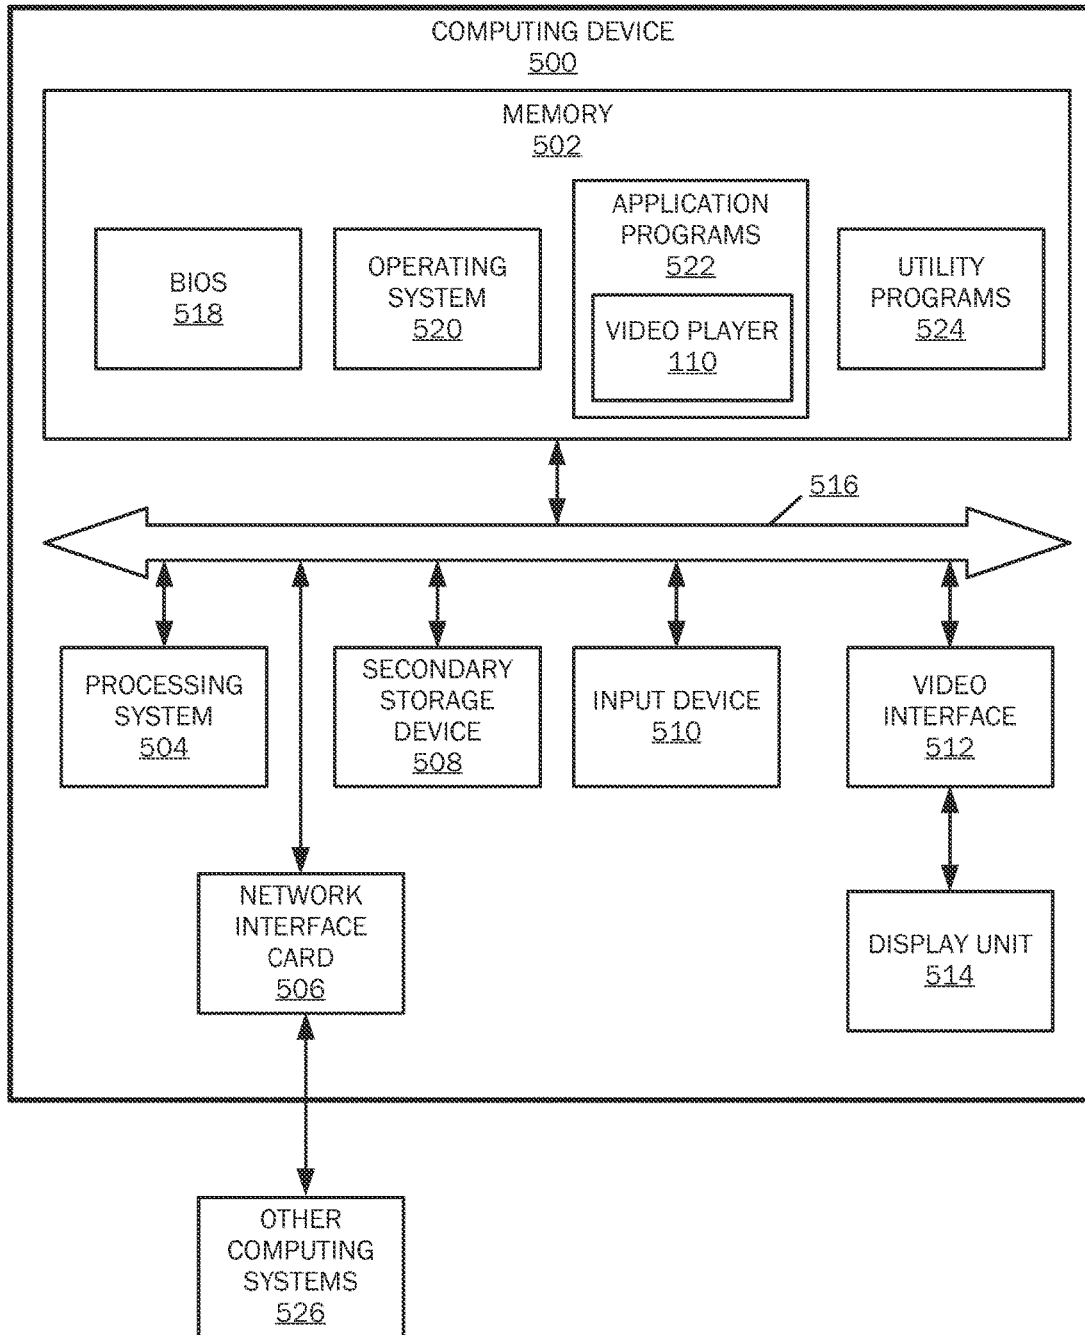 COMPUTING DEVICE
500
MEMORY
502
BIOS
518
OPERATING
SYSTEM
520
APPLICATION
PROGRAMS
522
VIDEO PLAYER
110
UTILITY
PROGRAMS
524
516
PROCESSING
SYSTEM
504
SECONDARY
STORAGE
DEVICE
508
INPUT DEVICE
510
VIDEO
INTERFACE
512
NETWORK
INTERFACE
CARD
506
DISPLAY UNIT
514
OTHER
COMPUTING
SYSTEMS
526